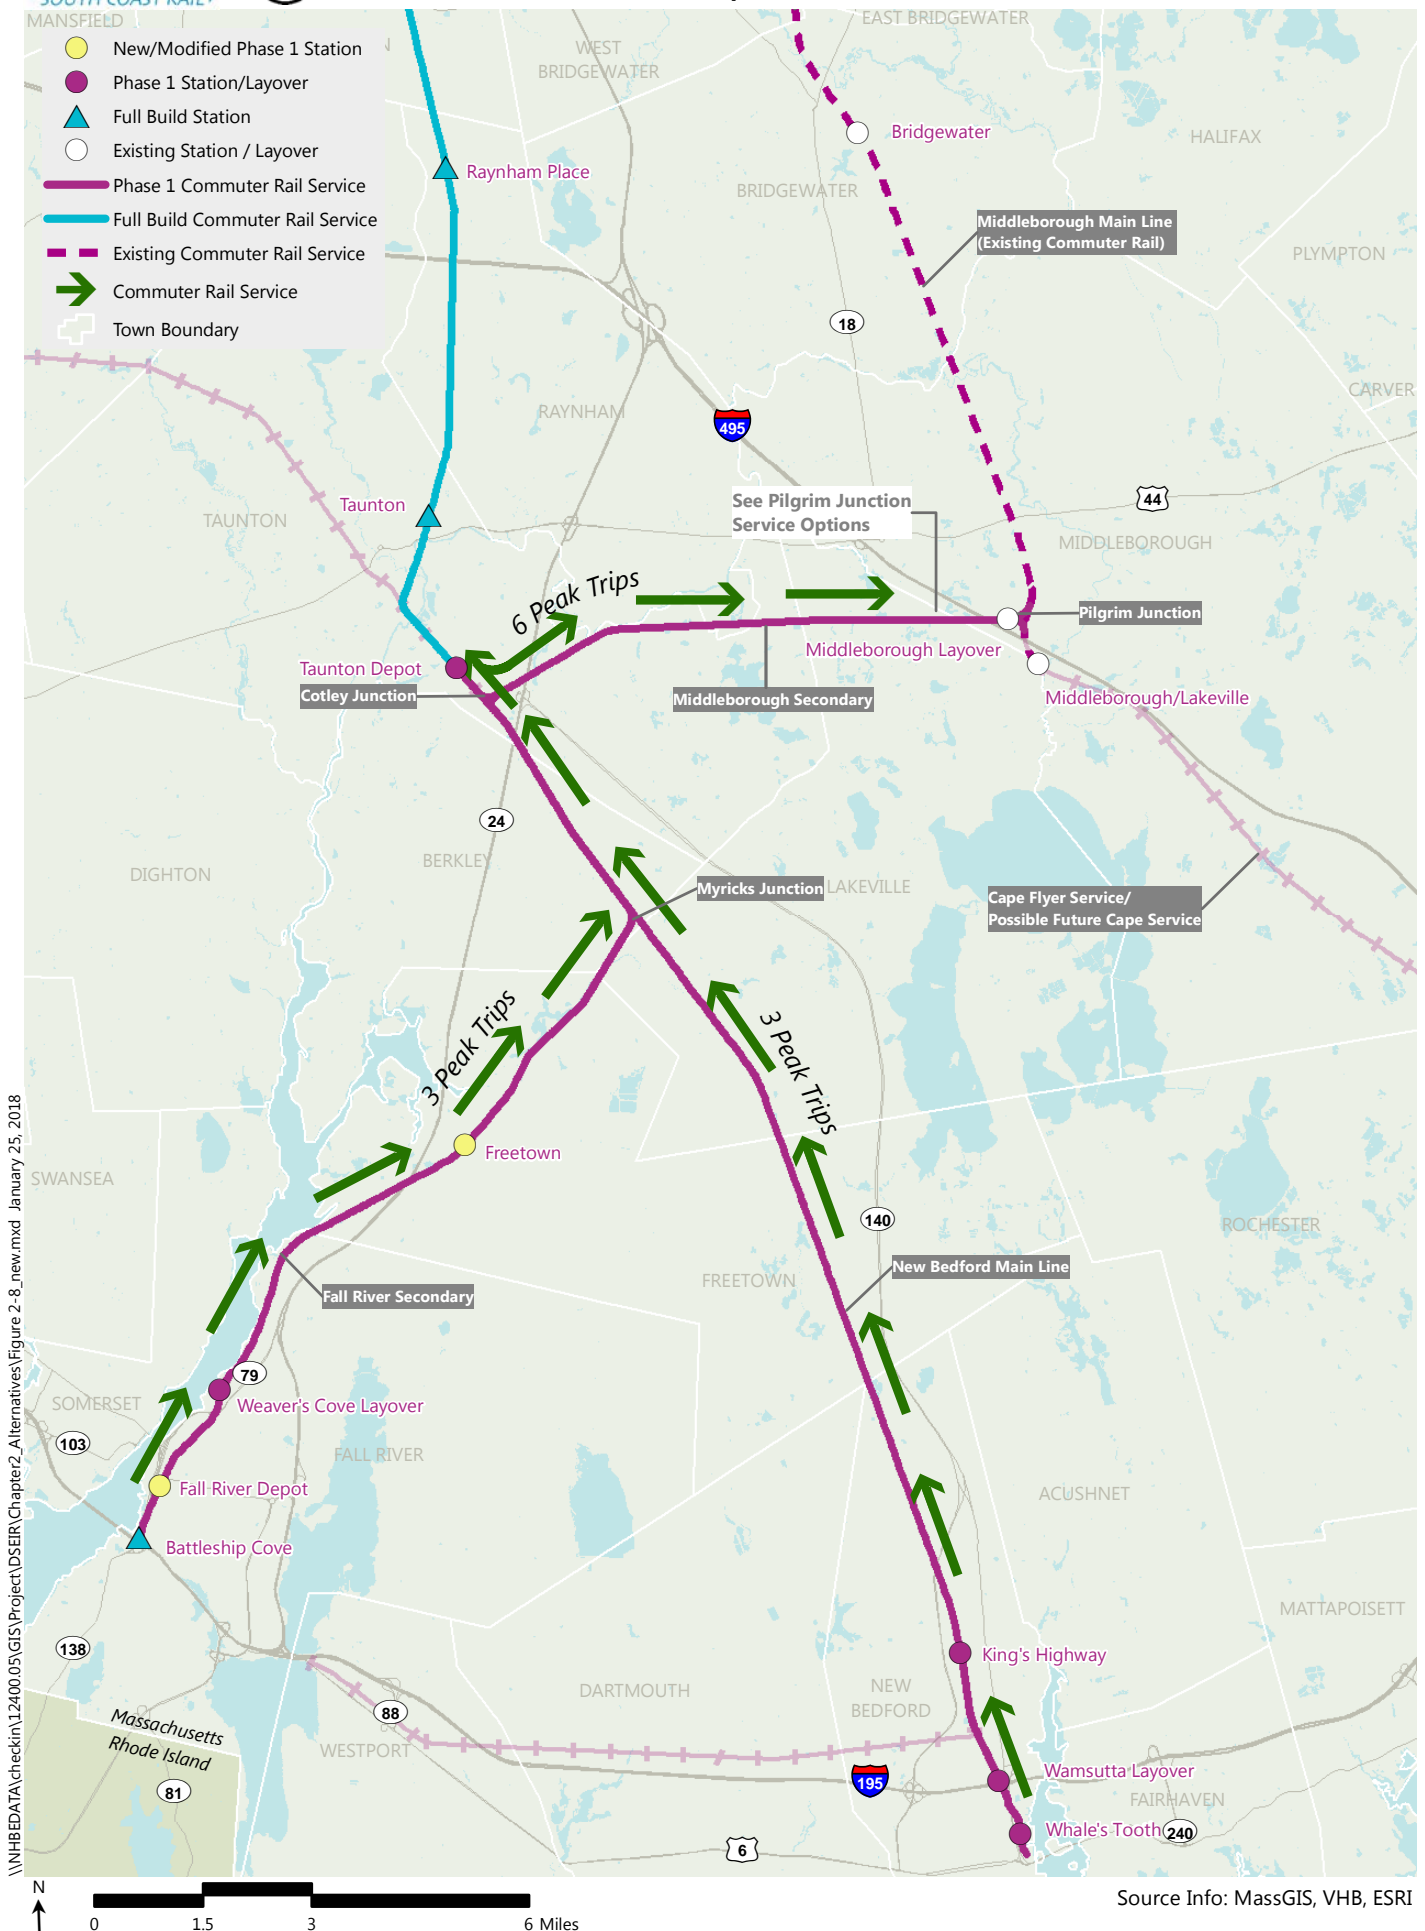 SOUTH COAST RAIL
MANSFIELD
EAST BRIDGEWATER
New/Modified Phase 1 Station
Phase 1 Station/Layover
Full Build Station
Existing Station / Layover
Phase 1 Commuter Rail Service
Full Build Commuter Rail Service
Existing Commuter Rail Service
Commuter Rail Service
Town Boundary
WEST
BRIDGEWATER
Bridgewater
HALIFAX
Raynham Place
BRIDGEWATER
Middleborough Main Line
(Existing Commuter Rail)
PLYMPTON
18
CARVER
RAYNHAM
495
Taunton
TAUNTON
See Pilgrim Junction
Service Options
44
MIDDLEBOROUGH
6 Peak Trips
Pilgrim Junction
Middleborough Layover
Taunton Depot
Cotley Junction
Middleborough Secondary
Middleborough/Lakeville
24
BERKLEY
DIGHTON
Myricks Junction
LAKEVILLE
Cape Flyer Service/
Possible Future Cape Service
3 Peak Trips
3 Peak Trips
Freetown
SWANSEA
140
ROCHESTER
New Bedford Main Line
FREETOWN
Fall River Secondary
79
SOMERSET
Weaver's Cove Layover
103
FALL RIVER
Fall River Depot
ACUSHNET
Battleship Cove
MATTAPOISETT
138
King's Highway
DARTMOUTH
NEW
BEDFORD
88
Massachusetts
Rhode Island
WESTPORT
195
Wamsutta Layover
81
FAIRHAVEN
Whale's Tooth
240
6
\\NHBEDATA\checkin\12400.05\GIS\Project\DSEIR\Chapter2_Alternatives\Figure 2-8_new.mxd January 25, 2018
N
0 1.5 3 6 Miles
Source Info: MassGIS, VHB, ESRI